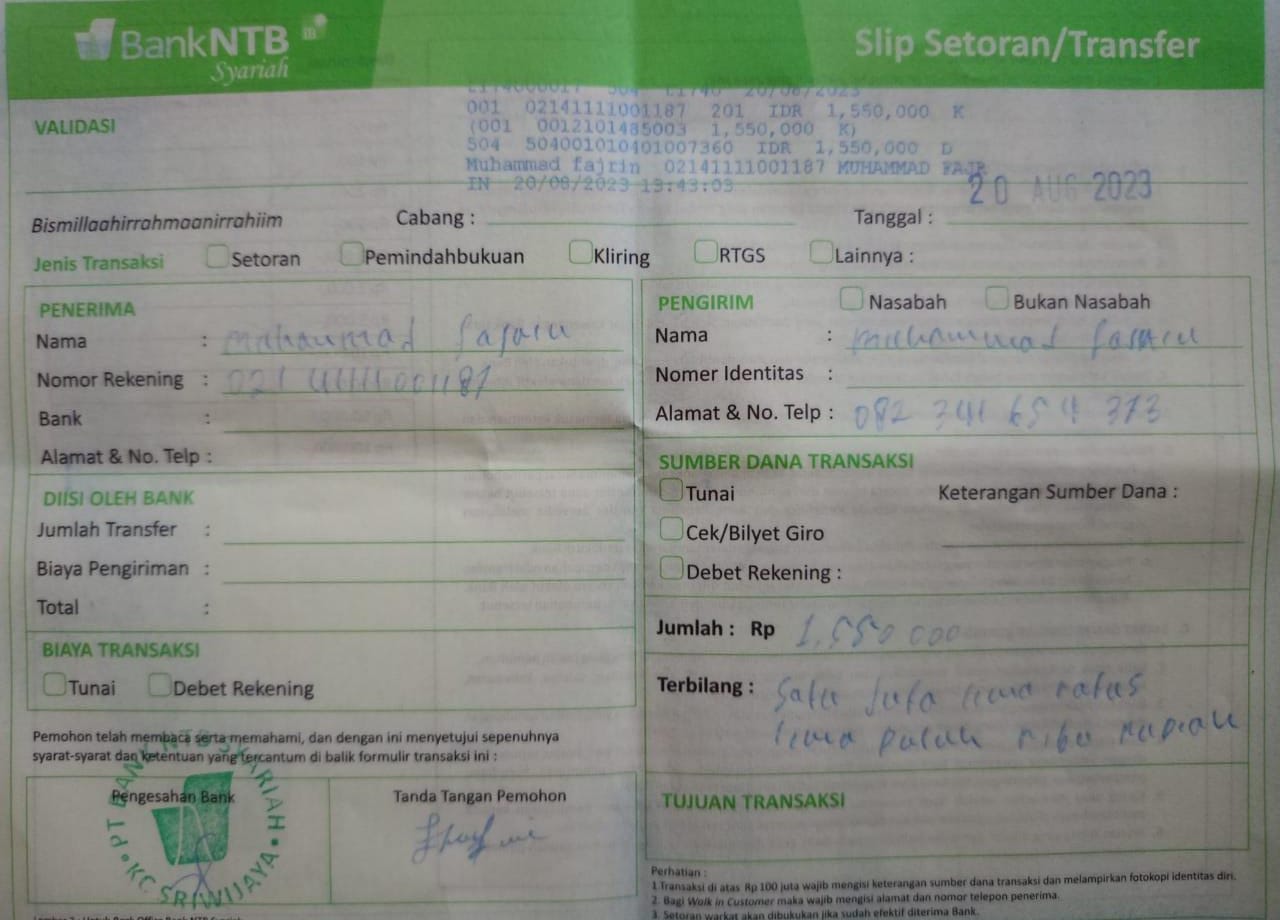 BankNTB
Syariah
Slip Setoran/Transfer
VALIDASI
001 02141111001187 201 IDR 1,550,000 K
(001 0012101485003 1,550,000 K)
504 504001010401007360 IDR 1,550,000 D
Muhammad fajrin 02141111001187 MUHAMMAD FAJR
IN 20/08/2023 13:43:03
20 AUG 2023
Bismillaahirrahmaanirrahiim
Cabang :
Tanggal :
Jenis Transaksi Setoran Pemindahbukuan Kliring RTGS Lainnya :
PENERIMA
Nama : Muhammad
Nomor Rekening : 02141111001187
Bank :
Alamat & No. Telp :
DIISI OLEH BANK
Jumlah Transfer :
Biaya Pengiriman :
Total :
BIAYA TRANSAKSI
Tunai Debet Rekening
Pemohon telah membaca serta memahami, dan dengan ini menyetujui sepenuhnya
syarat-syarat dan ketentuan yang tercantum di balik formulir transaksi ini :
Pengesahan Bank
PT BANK NTB SYARIAH
KC SRIWIJAYA
Tanda Tangan Pemohon
PENGIRIM Nasabah Bukan Nasabah
Nama : Muhammad
Nomer Identitas :
Alamat & No. Telp : 082 341 654 373
SUMBER DANA TRANSAKSI
Tunai
Keterangan Sumber Dana :
Cek/Bilyet Giro
Debet Rekening :
Jumlah : Rp 1.550 000
Terbilang : Satu juta lima ratus
lima puluh ribu rupiah
TUJUAN TRANSAKSI
Perhatian :
1.Transaksi di atas Rp 100 juta wajib mengisi keterangan sumber dana transaksi dan melampirkan fotokopi identitas diri.
2. Bagi Walk in Customer maka wajib mengisi alamat dan nomor telepon penerima.
3. Setoran warkat akan dibukukan jika sudah efektif diterima Bank.